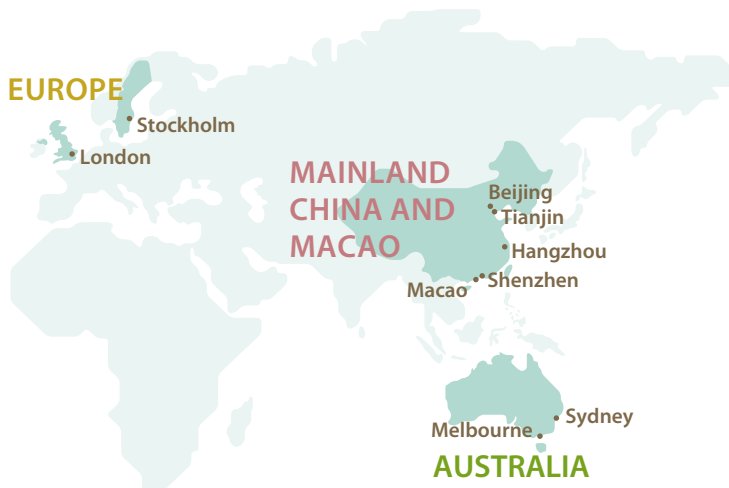 EUROPE
Stockholm
London
MAINLAND
CHINA AND
MACAO
Beijing
Tianjin
Hangzhou
Shenzhen
Macao
Sydney
Melbourne
AUSTRALIA